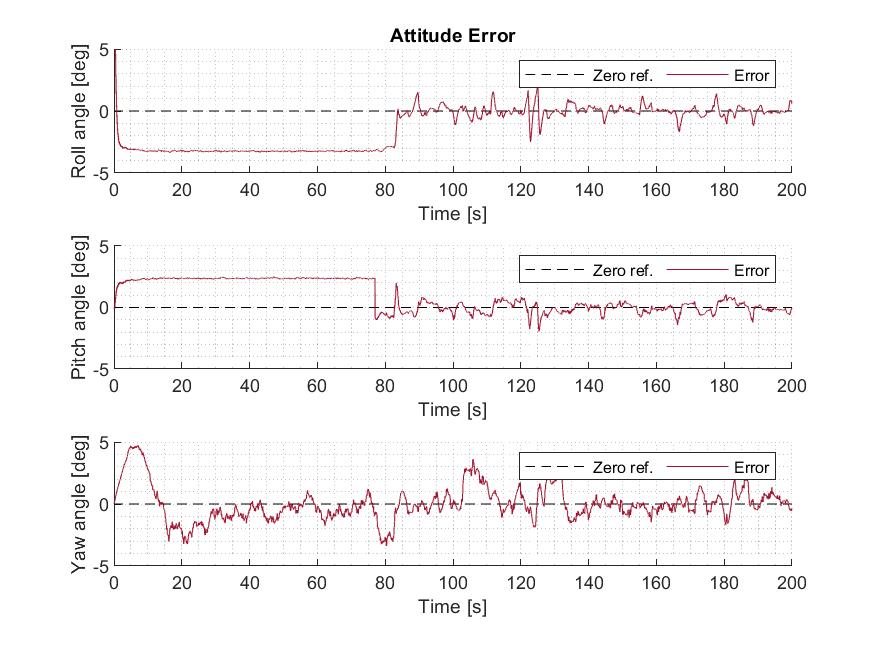 Attitude Error
Roll angle [deg]
5
0
-5
Zero ref.
Error
0 20 40 60 80 100 120 140 160 180 200
Time [s]
Pitch angle [deg]
5
0
-5
Zero ref.
Error
0 20 40 60 80 100 120 140 160 180 200
Time [s]
Yaw angle [deg]
5
0
-5
Zero ref.
Error
0 20 40 60 80 100 120 140 160 180 200
Time [s]